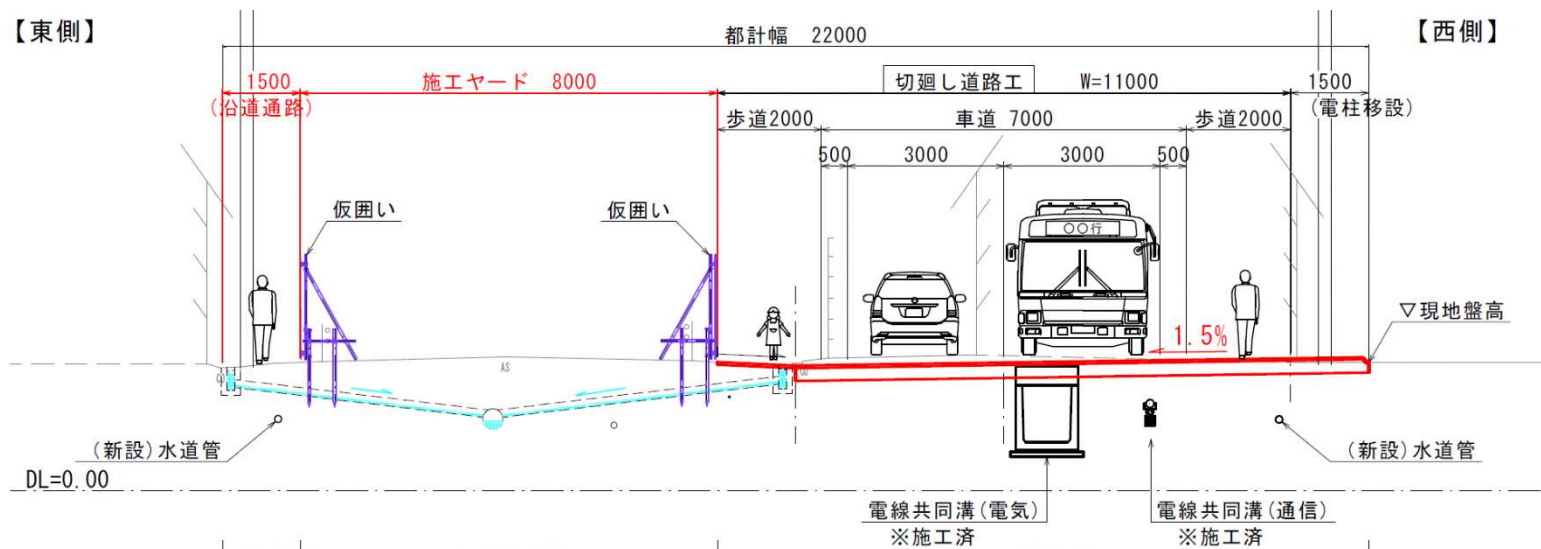 【東側】
【西側】
都計幅　22000
1500
(沿道通路)
施工ヤード　8000
切廻し道路工　W=11000
1500
(電柱移設)
歩道2000
車道 7000
歩道2000
500
3000
3000
500
仮囲い
仮囲い
○○行
1.5%
▽現地盤高
AS
(新設)水道管
(新設)水道管
DL=0.00
電線共同溝(電気)
※施工済
電線共同溝(通信)
※施工済